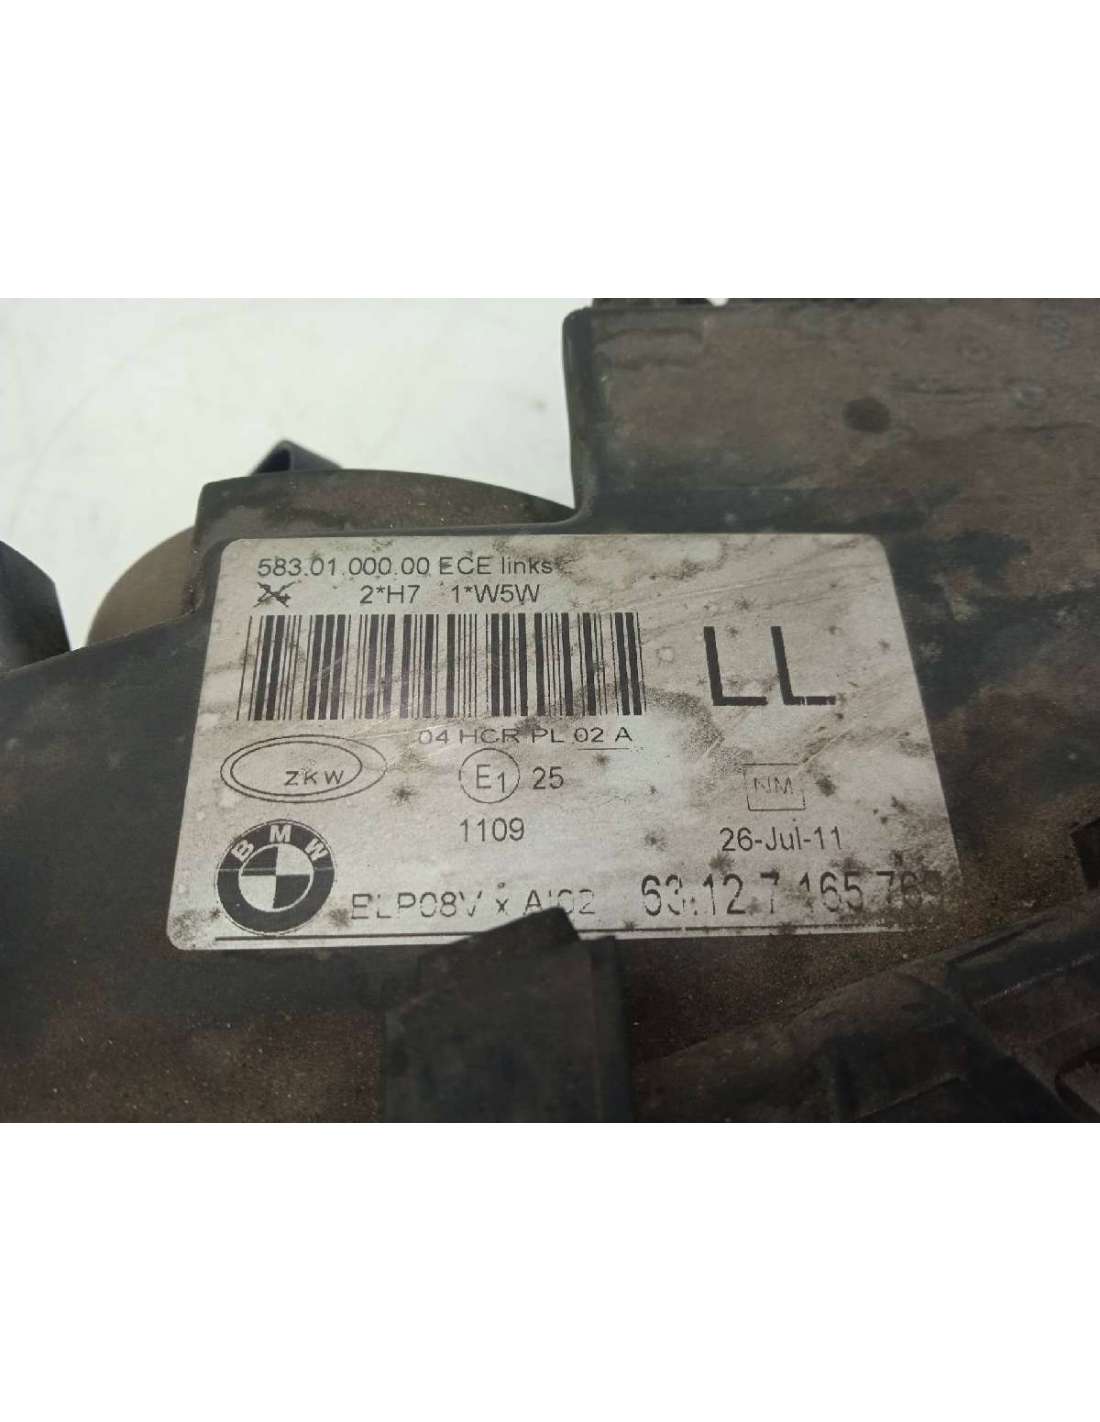 583.01.000.00 ECE links
2*H7 1*W5W
LL
04 HCR PL 02 A
ZKW
E1 25
NM
1109
26-Jul-11
BMW
63.12.7 165